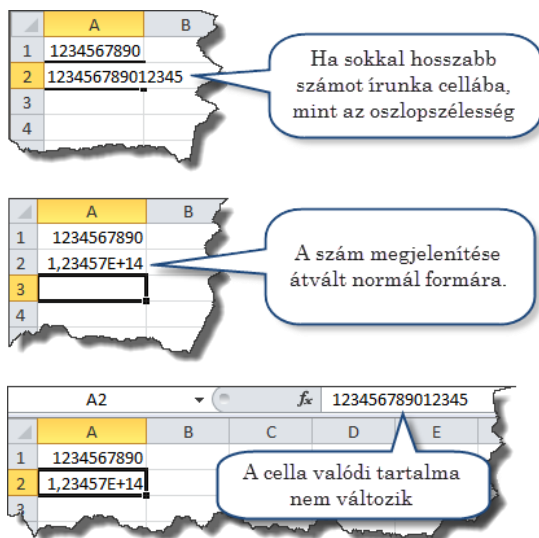 A B
1 1234567890
2 123456789012345
3
4
Ha sokkal hosszabb
számot írunka cellába,
mint az oszlopszélesség
A B
1 1234567890
2 1,23457E+14
3
4
A szám megjelenítése
átvált normál formára.
A2 fx 123456789012345
A B C D E
1 1234567890
2 1,23457E+14
3
A cella valódi tartalma
nem változik